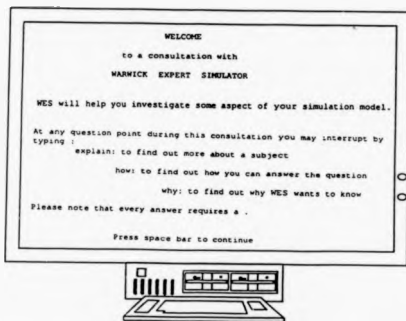 WELCOME
to a consultation with
WARWICK EXPERT SIMULATOR
WES will help you investigate some aspect of your simulation model.
At any question point during this consultation you may interrupt by
typing :
explain: to find out more about a subject
how: to find out how you can answer the question
why: to find out why WES wants to know
Please note that every answer requires a .
Press space bar to continue